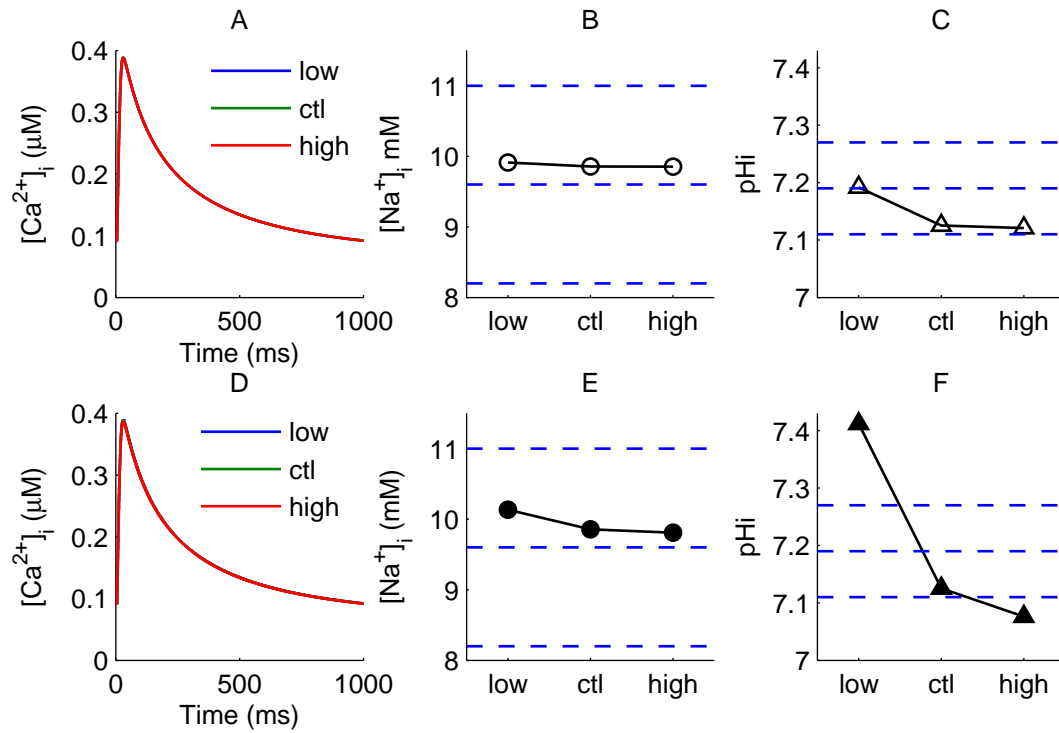 A
[Ca²⁺]ᵢ (μM)
0.4
0.3
0.2
0.1
0
low
ctl
high
0 500 1000
Time (ms)
B
[Na⁺]ᵢ mM
11
10
9
8
low ctl high
C
pHi
7.4
7.3
7.2
7.1
7
low ctl high
D
[Ca²⁺]ᵢ (μM)
0.4
0.3
0.2
0.1
0
low
ctl
high
0 500 1000
Time (ms)
E
[Na⁺]ᵢ (mM)
11
10
9
8
low ctl high
F
pHi
7.4
7.3
7.2
7.1
7
low ctl high